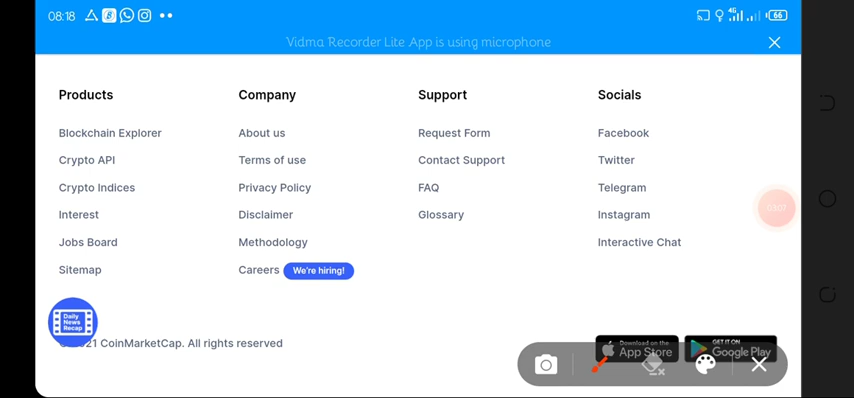 08:18
4G
66
Vidma Recorder Lite App is using microphone
Products
Company
Support
Socials
Blockchain Explorer
About us
Request Form
Facebook
Crypto API
Terms of use
Contact Support
Twitter
Crypto Indices
Privacy Policy
FAQ
Telegram
Interest
Disclaimer
Glossary
Instagram
Jobs Board
Methodology
Interactive Chat
Sitemap
Careers
We're hiring!
Daily
News
Recap
21 CoinMarketCap. All rights reserved
Download on the
App Store
GET IT ON
Google Play